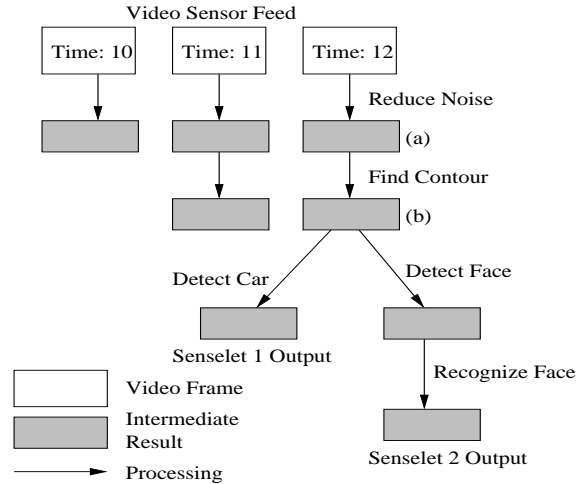 Video Sensor Feed
Time: 10
Time: 11
Time: 12
Reduce Noise
(a)
Find Contour
(b)
Detect Car
Detect Face
Senselet 1 Output
Recognize Face
Video Frame
Intermediate
Result
Senselet 2 Output
Processing